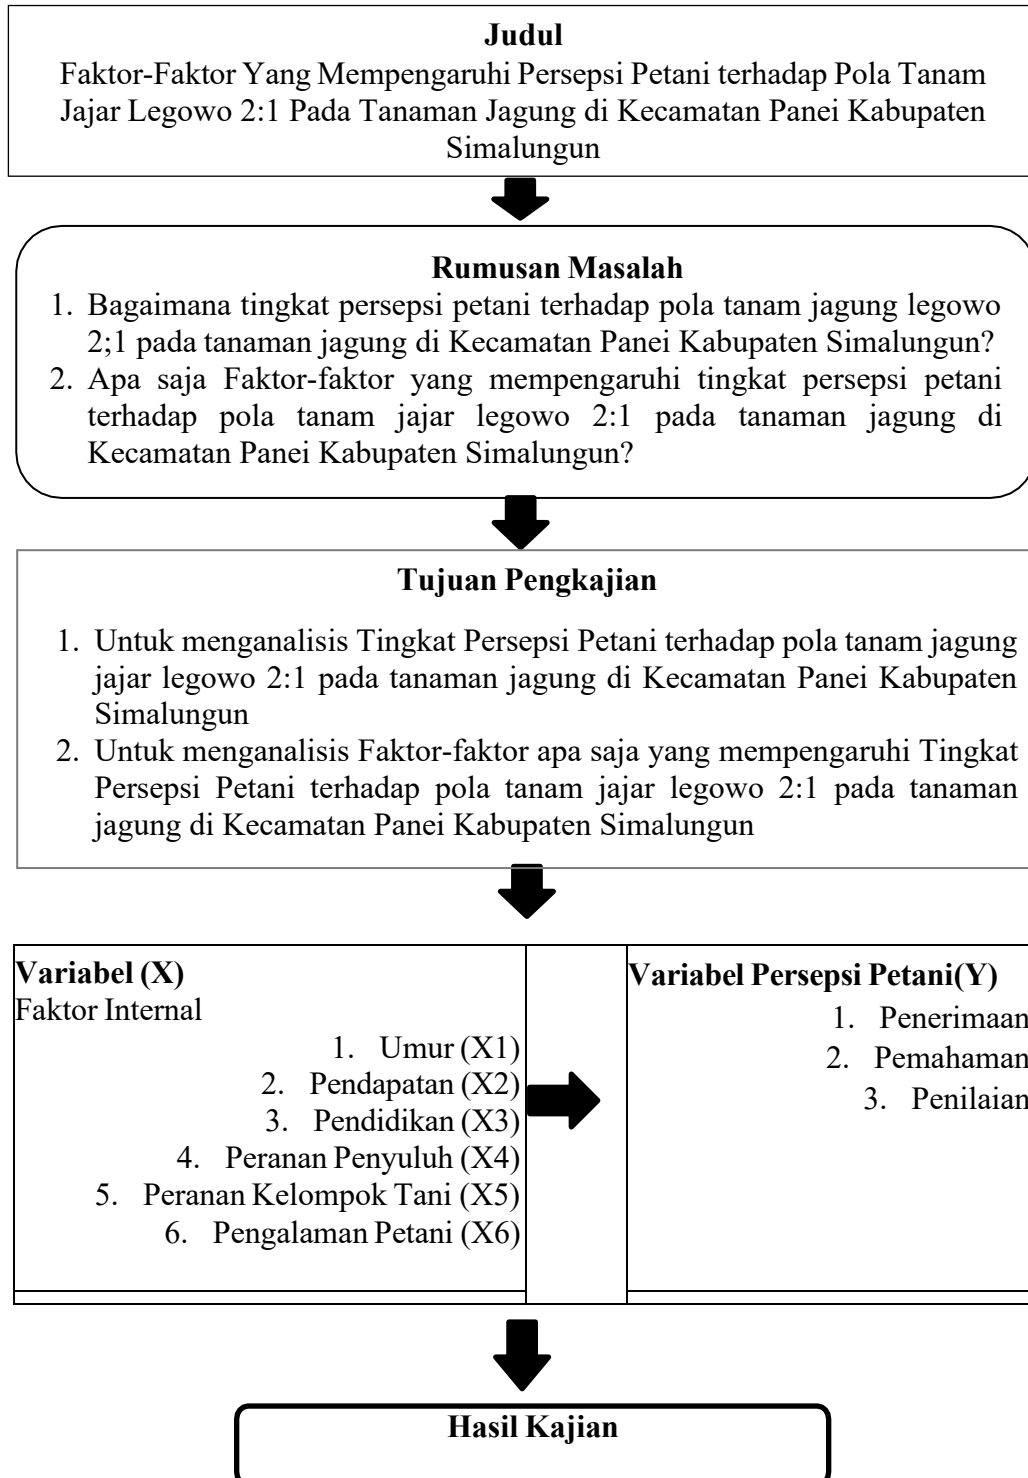 Judul
Faktor-Faktor Yang Mempengaruhi Persepsi Petani terhadap Pola Tanam
Jajar Legowo 2:1 Pada Tanaman Jagung di Kecamatan Panei Kabupaten
Simalungun
Rumusan Masalah
1. Bagaimana tingkat persepsi petani terhadap pola tanam jagung legowo
2;1 pada tanaman jagung di Kecamatan Panei Kabupaten Simalungun?
2. Apa saja Faktor-faktor yang mempengaruhi tingkat persepsi petani
terhadap pola tanam jajar legowo 2:1 pada tanaman jagung di
Kecamatan Panei Kabupaten Simalungun?
Tujuan Pengkajian
1. Untuk menganalisis Tingkat Persepsi Petani terhadap pola tanam jagung
jajar legowo 2:1 pada tanaman jagung di Kecamatan Panei Kabupaten
Simalungun
2. Untuk menganalisis Faktor-faktor apa saja yang mempengaruhi Tingkat
Persepsi Petani terhadap pola tanam jajar legowo 2:1 pada tanaman
jagung di Kecamatan Panei Kabupaten Simalungun
Variabel (X)
Faktor Internal
1. Umur (X1)
2. Pendapatan (X2)
3. Pendidikan (X3)
4. Peranan Penyuluh (X4)
5. Peranan Kelompok Tani (X5)
6. Pengalaman Petani (X6)
Variabel Persepsi Petani(Y)
1. Penerimaan
2. Pemahaman
3. Penilaian
Hasil Kajian